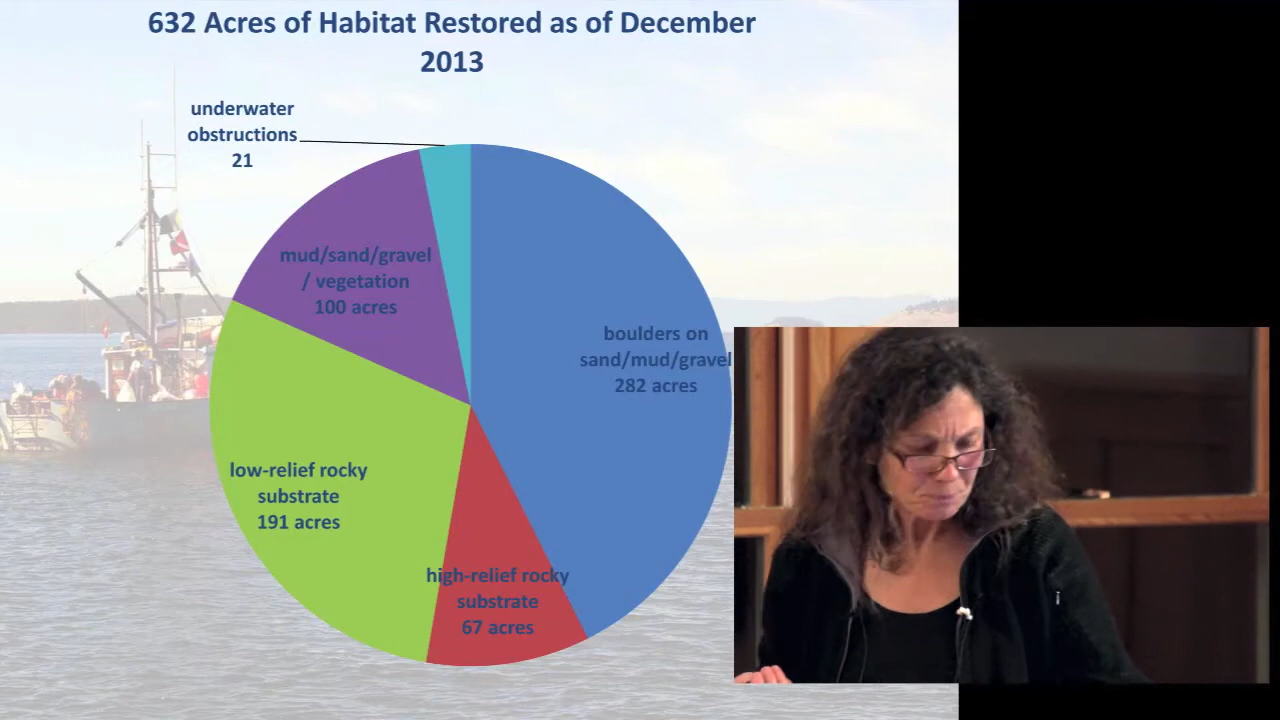 632 Acres of Habitat Restored as of December
2013
underwater
obstructions
21
mud/sand/gravel
/ vegetation
100 acres
boulders on
sand/mud/gravel
282 acres
low-relief rocky
substrate
191 acres
high-relief rocky
substrate
67 acres